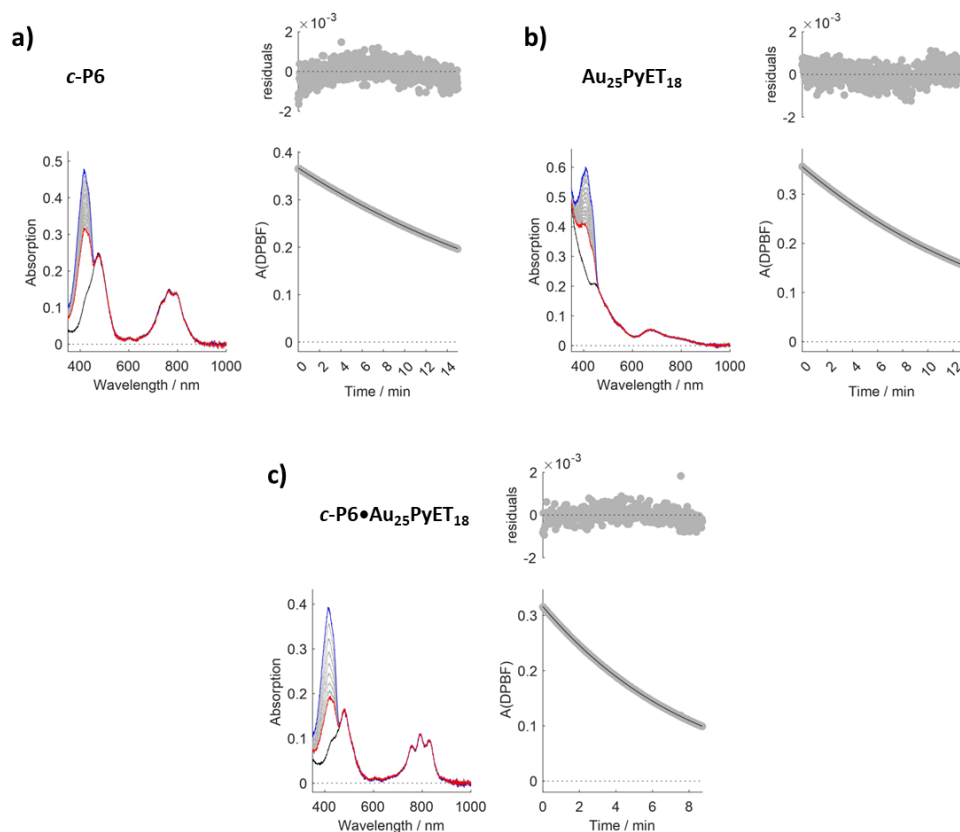 a)
c-P6
2 ×10⁻³
0
-2
residuals
0.5
0.4
0.3
0.2
0.1
0
Absorption
400 600 800 1000
Wavelength / nm
0.4
0.3
0.2
0.1
0
A(DPBF)
0 2 4 6 8 10 12 14
Time / min
b)
Au₂₅PyET₁₈
2 ×10⁻³
0
-2
residuals
0.7
0.6
0.5
0.4
0.3
0.2
0.1
0
Absorption
400 600 800 1000
Wavelength / nm
0.3
0.2
0.1
0
A(DPBF)
0 2 4 6 8 10 12
Time / min
c)
c-P6•Au₂₅PyET₁₈
2 ×10⁻³
0
-2
residuals
0.4
0.3
0.2
0.1
0
Absorption
400 600 800 1000
Wavelength / nm
0.3
0.2
0.1
0
A(DPBF)
0 2 4 6 8
Time / min